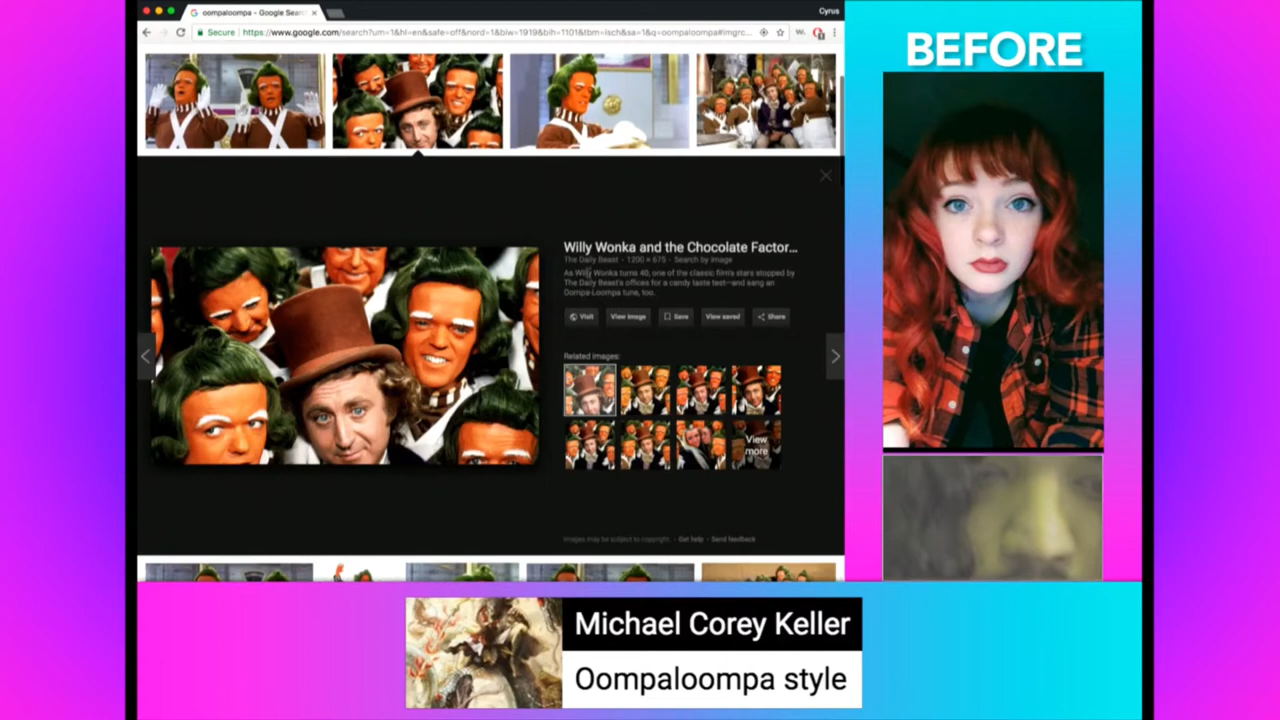 oompaloompa - Google Sear
Cyrus
Secure
https://www.google.com/search?um=1&hl=en&safe=off&nord=1&biw=1919&bih=1101&tbm=isch&sa=1&q=oompaloompa#imgrc...
BEFORE
Willy Wonka and the Chocolate Factor...
The Daily Beast · 1200 × 675 · Search by image
As Willy Wonka turns 40, one of the classic film's stars stopped by
The Daily Beast's offices for a candy taste test—and sang an
Oompa-Loompa tune, too.
Visit View image Save View saved Share
Related images:
View
more
Images may be subject to copyright. - Get help - Send feedback
Michael Corey Keller
Oompaloompa style